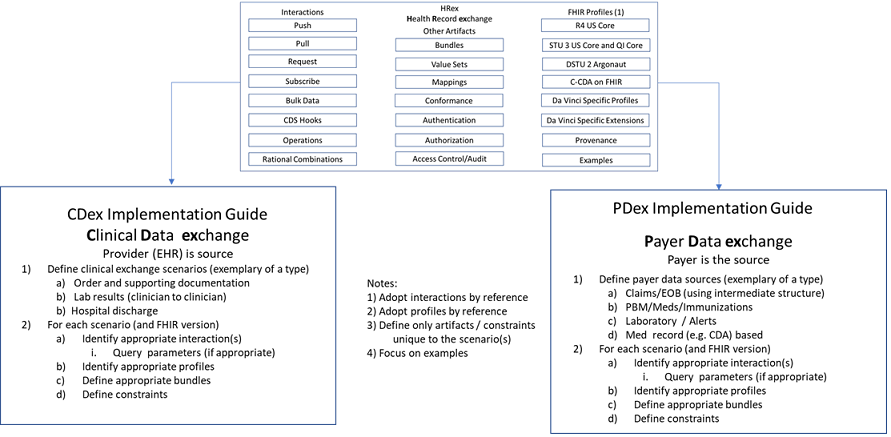 Interactions
Push
Pull
Request
Subscribe
Bulk Data
CDS Hooks
Operations
Rational Combinations
HRex
Health Record exchange
Other Artifacts
Bundles
Value Sets
Mappings
Conformance
Authentication
Authorization
Access Control/Audit
FHIR Profiles (1)
R4 US Core
STU 3 US Core and QI Core
DSTU 2 Argonaut
C-CDA on FHIR
Da Vinci Specific Profiles
Da Vinci Specific Extensions
Provenance
Examples
CDex Implementation Guide
Clinical Data exchange
Provider (EHR) is source
1) Define clinical exchange scenarios (exemplary of a type)
a) Order and supporting documentation
b) Lab results (clinician to clinician)
b) Hospital discharge
2) For each scenario (and FHIR version)
a) Identify appropriate interaction(s)
i. Query parameters (if appropriate)
b) Identify appropriate profiles
c) Define appropriate bundles
d) Define constraints
Notes:
1) Adopt interactions by reference
2) Adopt profiles by reference
3) Define only artifacts / constraints
unique to the scenario(s)
4) Focus on examples
PDex Implementation Guide
Payer Data exchange
Payer is the source
1) Define payer data sources (exemplary of a type)
a) Claims/EOB (using intermediate structure)
b) PBM/Meds/Immunizations
c) Laboratory / Alerts
d) Med record (e.g. CDA) based
2) For each scenario (and FHIR version)
a) Identify appropriate interaction(s)
i. Query parameters (if appropriate)
b) Identify appropriate profiles
c) Define appropriate bundles
d) Define constraints